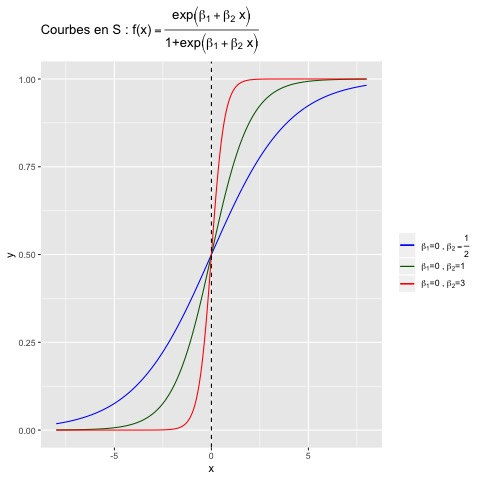 Courbes en S : f(x) = exp(β₁ + β₂ x) / 1+exp(β₁ + β₂ x)
1.00
0.75
0.50
0.25
0.00
y
-5 0 5
x
β₁=0 , β₂ = 1/2
β₁=0 , β₂=1
β₁=0 , β₂=3